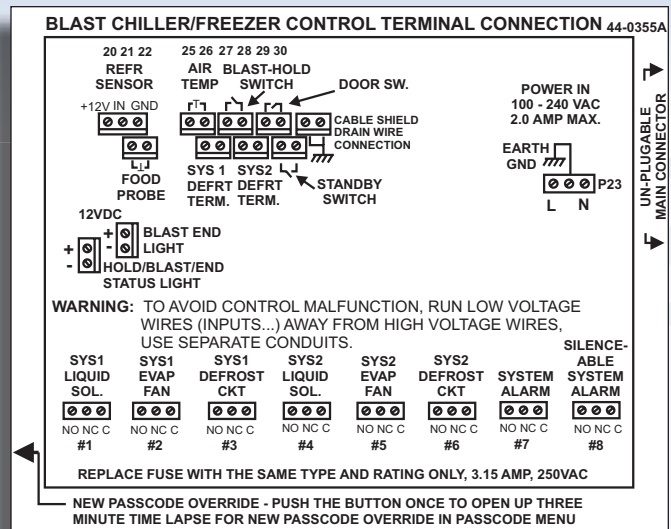 BLAST CHILLER/FREEZER CONTROL TERMINAL CONNECTION 44-0355A
20 21 22
REFR
SENSOR
+12V IN GND
25 26 27 28 29 30
AIR
TEMP
BLAST-HOLD
SWITCH
DOOR SW.
T
CABLE SHIELD
DRAIN WIRE
CONNECTION
POWER IN
100 - 240 VAC
2.0 AMP MAX.
EARTH
GND
P23
L N
UN-PLUGABLE
MAIN CONNECTOR
FOOD
PROBE
SYS 1
DEFRT
TERM.
SYS2
DEFRT
TERM.
STANDBY
SWITCH
12VDC
+
-
BLAST END
LIGHT
+
-
HOLD/BLAST/END
STATUS LIGHT
WARNING: TO AVOID CONTROL MALFUNCTION, RUN LOW VOLTAGE
WIRES (INPUTS...) AWAY FROM HIGH VOLTAGE WIRES,
USE SEPARATE CONDUITS.
SYS1
LIQUID
SOL.
NO NC C
#1
SYS1
EVAP
FAN
NO NC C
#2
SYS1
DEFROST
CKT
NO NC C
#3
SYS2
LIQUID
SOL.
NO NC C
#4
SYS2
EVAP
FAN
NO NC C
#5
SYS2
DEFROST
CKT
NO NC C
#6
SYSTEM
ALARM
NO NC C
#7
SILENCE-
ABLE
SYSTEM
ALARM
NO NC C
#8
REPLACE FUSE WITH THE SAME TYPE AND RATING ONLY, 3.15 AMP, 250VAC
NEW PASSCODE OVERRIDE - PUSH THE BUTTON ONCE TO OPEN UP THREE
MINUTE TIME LAPSE FOR NEW PASSCODE OVERRIDE IN PASSCODE MENU